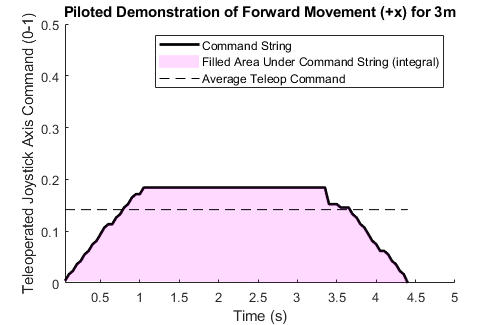 Piloted Demonstration of Forward Movement (+x) for 3m
Teleoperated Joystick Axis Command (0-1)
0.5
0.4
0.3
0.2
0.1
0
Command String
Filled Area Under Command String (integral)
Average Teleop Command
0.5 1 1.5 2 2.5 3 3.5 4 4.5 5
Time (s)